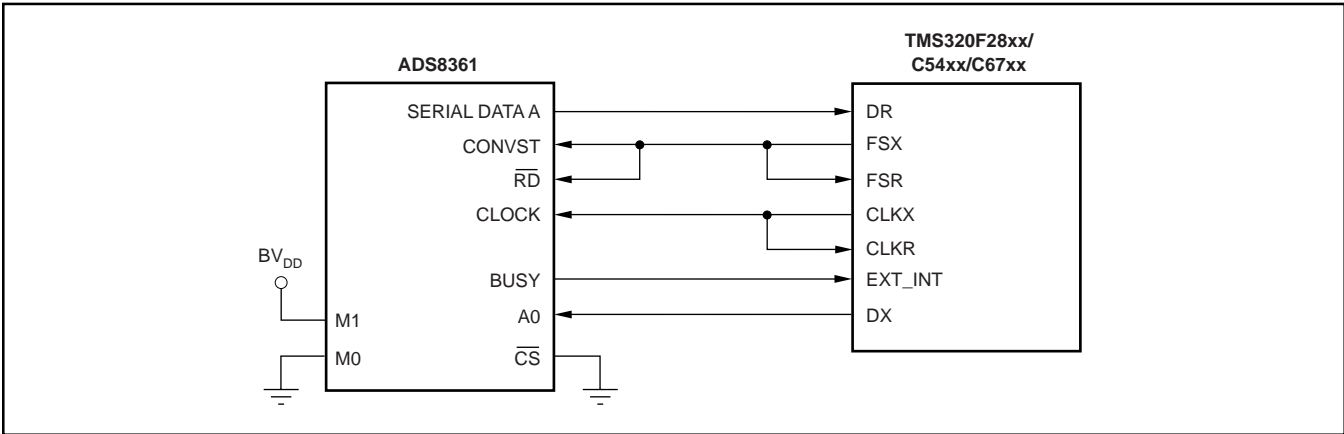 TMS320F28xx/
C54xx/C67xx
ADS8361
SERIAL DATA A
DR
CONVST
FSX
RD
FSR
CLOCK
CLKX
CLKR
BV_DD
BUSY
EXT_INT
M1
A0
DX
M0
CS